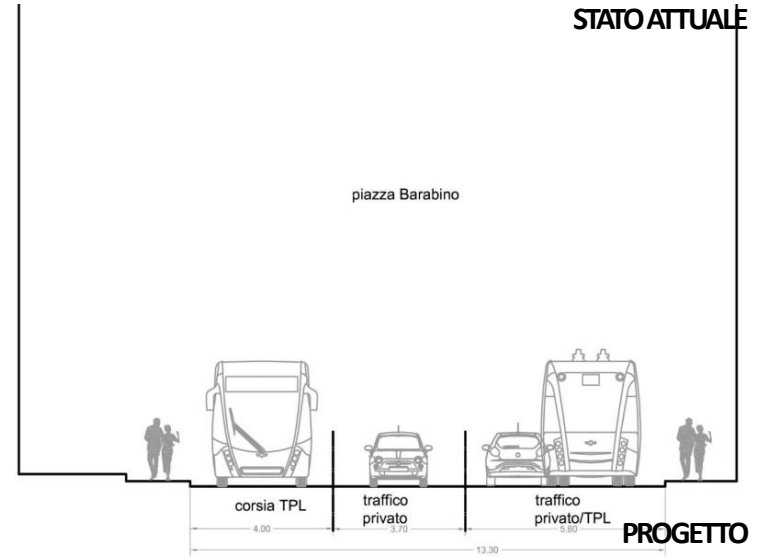 STATO ATTUALE
piazza Barabino
corsia TPL
traffico
privato
traffico
privato/TPL
4.00
3.70
5.60
PROGETTO
13.30